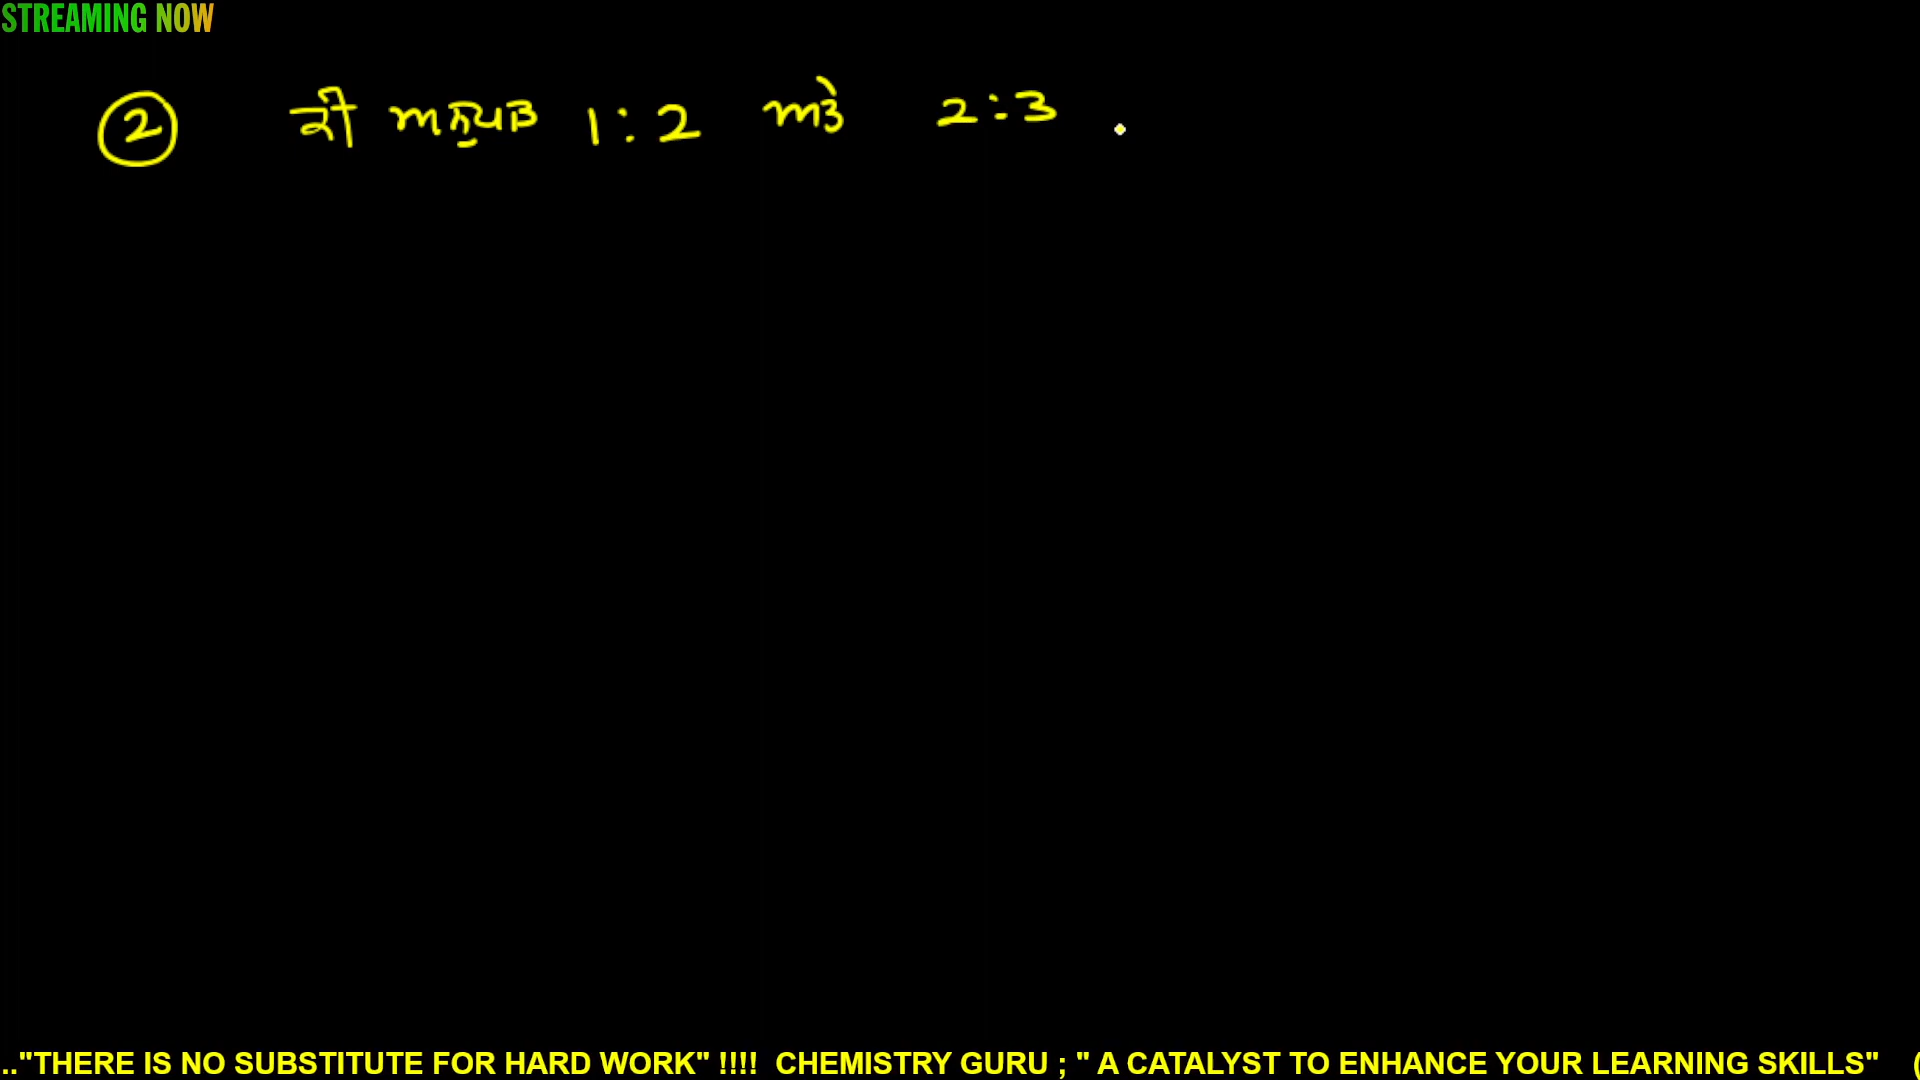 STREAMING NOW
② ਕੀ ਅਨੁਪਾਤ 1:2 ਅਤੇ 2:3
.."THERE IS NO SUBSTITUTE FOR HARD WORK" !!!! CHEMISTRY GURU ; " A CATALYST TO ENHANCE YOUR LEARNING SKILLS" (